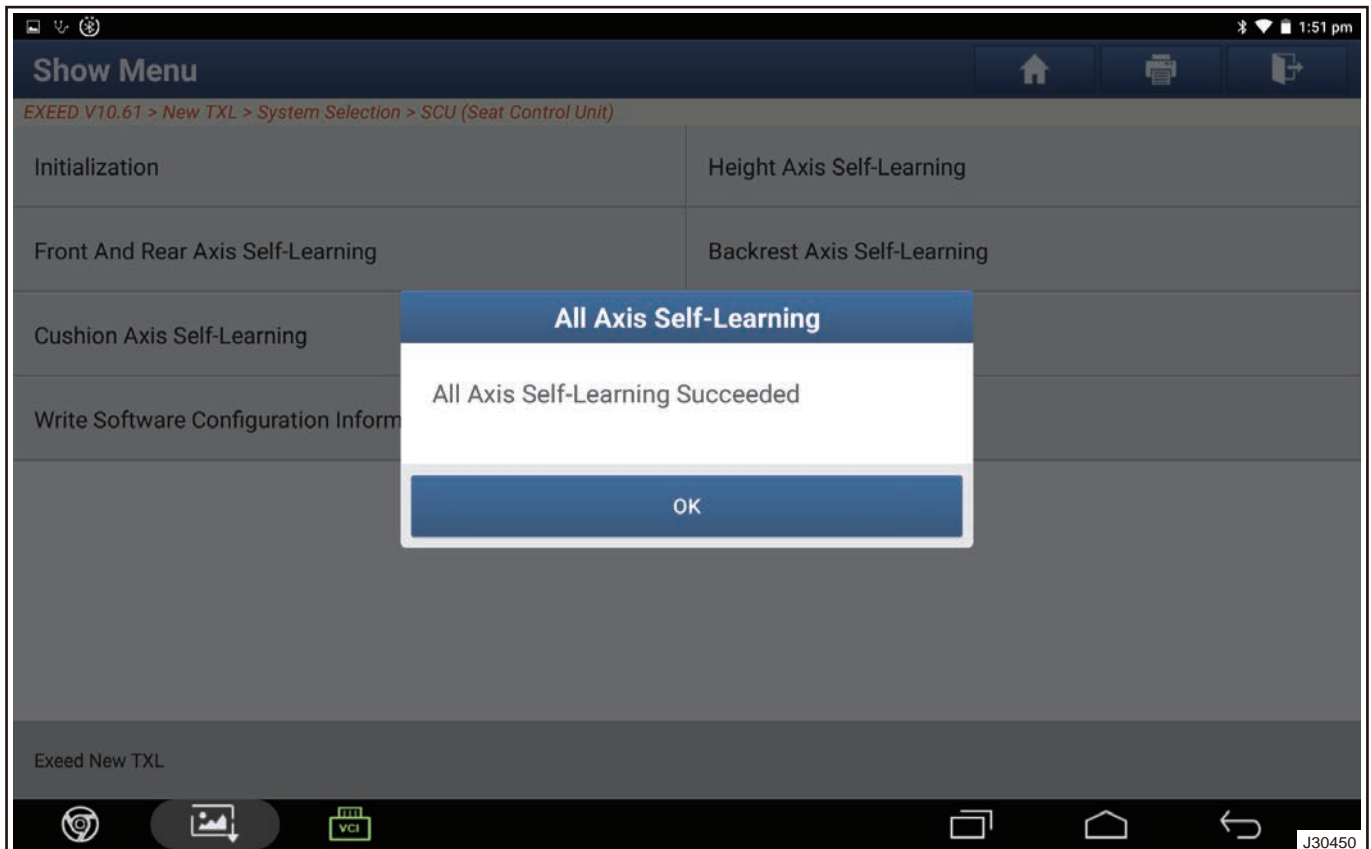 1:51 pm
Show Menu
EXEED V10.61 > New TXL > System Selection > SCU (Seat Control Unit)
Initialization
Height Axis Self-Learning
Front And Rear Axis Self-Learning
Backrest Axis Self-Learning
Cushion Axis Self-Learning
Write Software Configuration Inform
All Axis Self-Learning
All Axis Self-Learning Succeeded
OK
Exeed New TXL
VCI
J30450